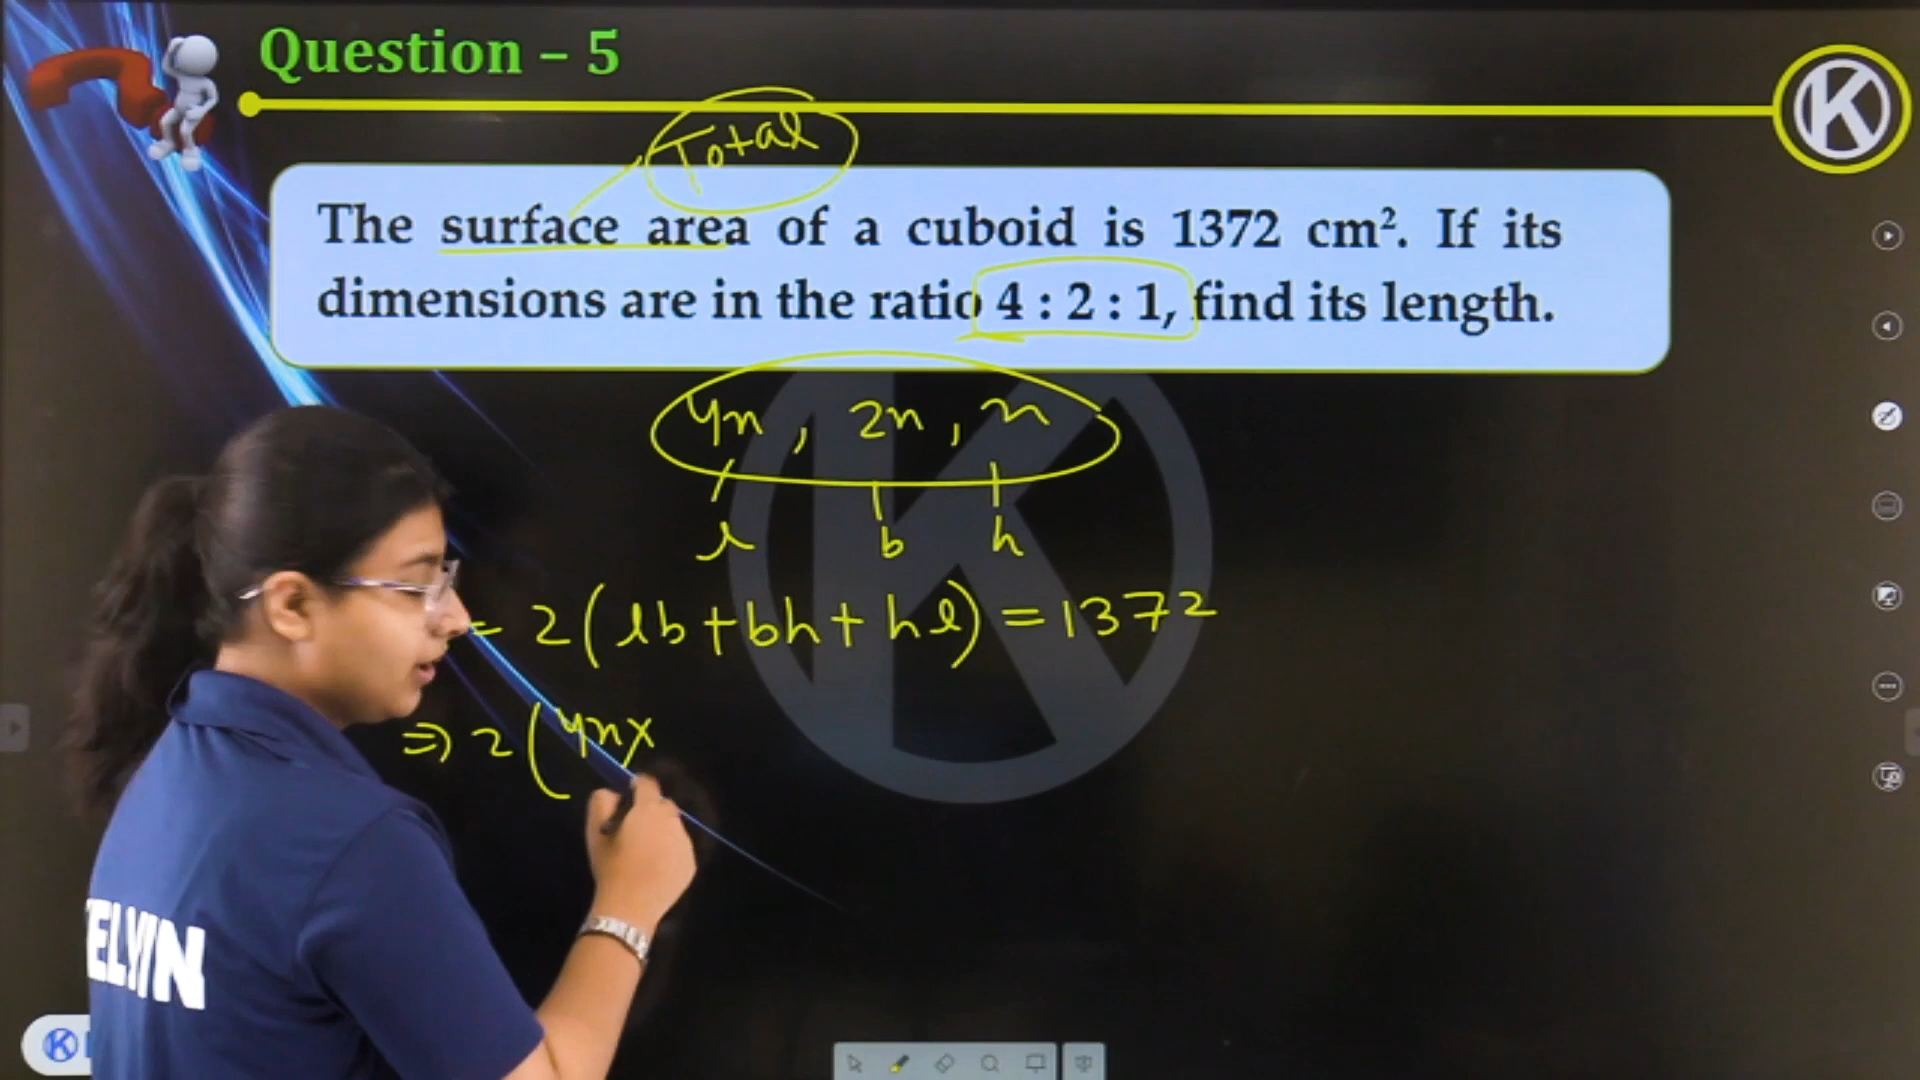 Question – 5
Total
The surface area of a cuboid is 1372 cm². If its
dimensions are in the ratio 4 : 2 : 1, find its length.
4x , 2x , x
l b h
= 2(lb+bh+hl)=1372
⇒ 2(4x×
ELVIN
K